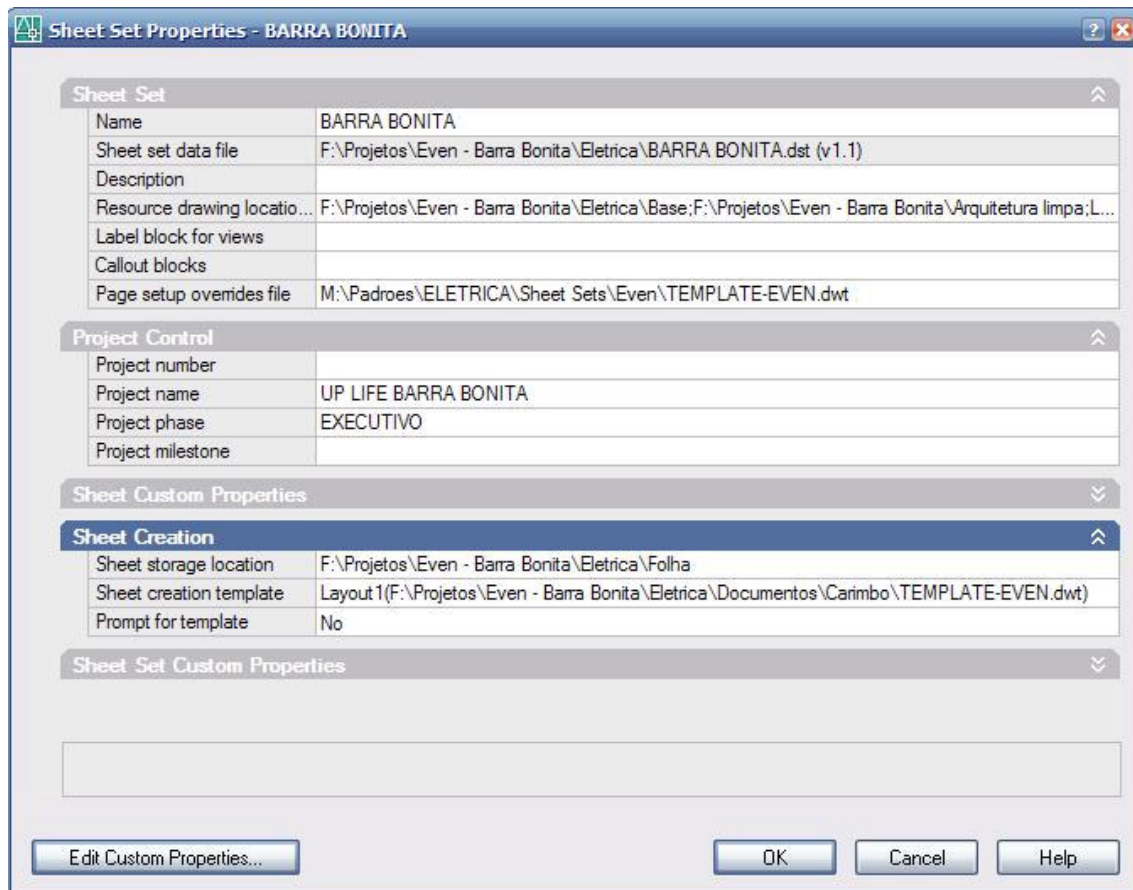 Sheet Set Properties - BARRA BONITA
Sheet Set
Name BARRA BONITA
Sheet set data file F:\Projetos\Even - Barra Bonita\Eletrica\BARRA BONITA.dst (v1.1)
Description
Resource drawing locatio... F:\Projetos\Even - Barra Bonita\Eletrica\Base;F:\Projetos\Even - Barra Bonita\Arquitetura limpa;L...
Label block for views
Callout blocks
Page setup overrides file M:\Padroes\ELETRICA\Sheet Sets\Even\TEMPLATE-EVEN.dwt
Project Control
Project number
Project name UP LIFE BARRA BONITA
Project phase EXECUTIVO
Project milestone
Sheet Custom Properties
Sheet Creation
Sheet storage location F:\Projetos\Even - Barra Bonita\Eletrica\Folha
Sheet creation template Layout1(F:\Projetos\Even - Barra Bonita\Eletrica\Documentos\Carimbo\TEMPLATE-EVEN.dwt)
Prompt for template No
Sheet Set Custom Properties
Edit Custom Properties... OK Cancel Help